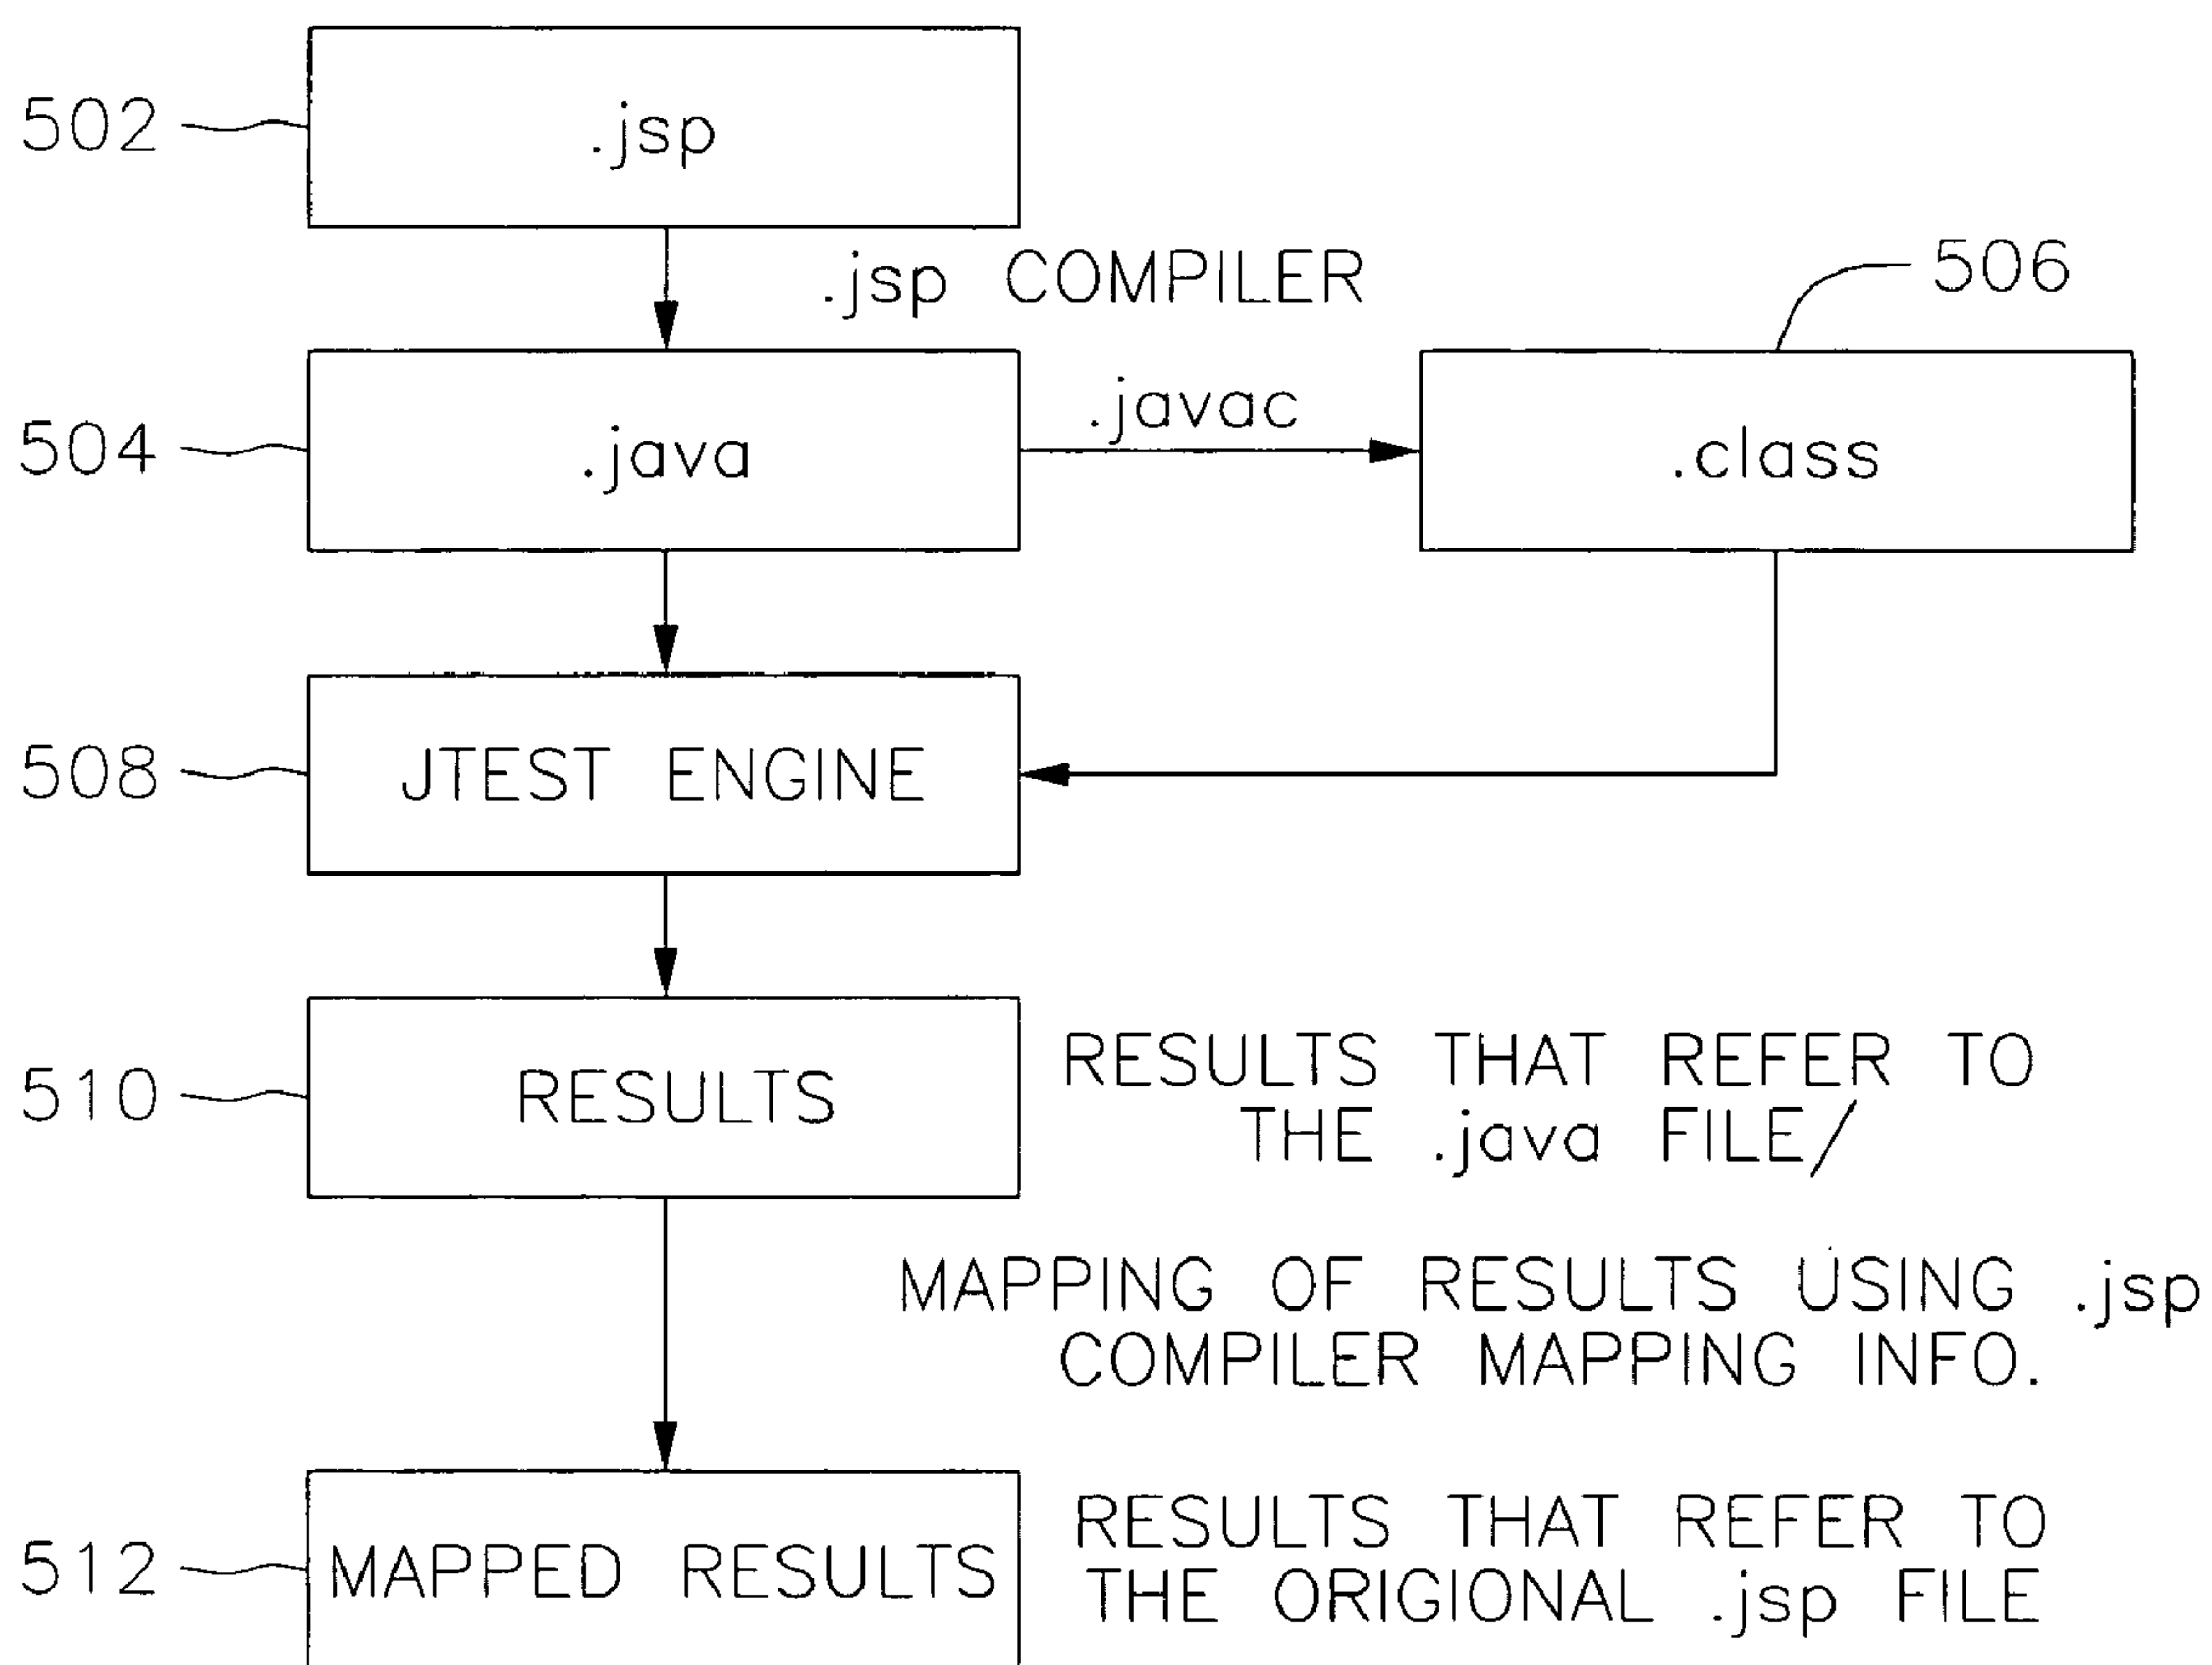 502
.jsp
.jsp COMPILER
506
504
.java
.javac
.class
508
JTEST ENGINE
510
RESULTS
RESULTS THAT REFER TO
THE .java FILE/
MAPPING OF RESULTS USING .jsp
COMPILER MAPPING INFO.
512
MAPPED RESULTS
RESULTS THAT REFER TO
THE ORIGIONAL .jsp FILE